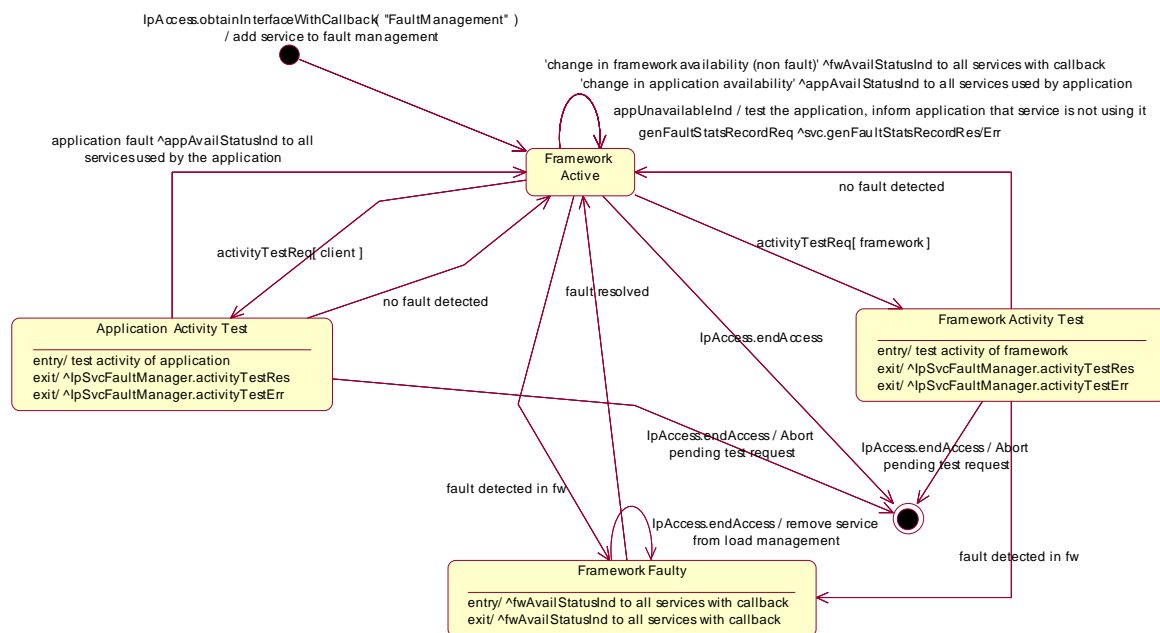 IpAccess.obtainInterfaceWithCallback( "FaultManagement" )
/ add service to fault management
'change in framework availability (non fault)' ^fwAvailStatusInd to all services with callback
'change in application availability' ^appAvailStatusInd to all services used by application
appUnavailableInd / test the application, inform application that service is not using it
genFaultStatsRecordReq ^svc.genFaultStatsRecordRes/Err
application fault ^appAvailStatusInd to all
services used by the application
Framework
Active
no fault detected
activityTestReq[ client ]
activityTestReq[ framework ]
no fault detected
fault resolved
IpAccess.endAccess
Application Activity Test
entry/ test activity of application
exit/ ^IpSvcFaultManager.activityTestRes
exit/ ^IpSvcFaultManager.activityTestErr
Framework Activity Test
entry/ test activity of framework
exit/ ^IpSvcFaultManager.activityTestRes
exit/ ^IpSvcFaultManager.activityTestErr
IpAccess.endAccess / Abort
pending test request
IpAccess.endAccess / Abort
pending test request
fault detected in fw
IpAccess.endAccess / remove service
from load management
fault detected in fw
Framework Faulty
entry/ ^fwAvailStatusInd to all services with callback
exit/ ^fwAvailStatusInd to all services with callback